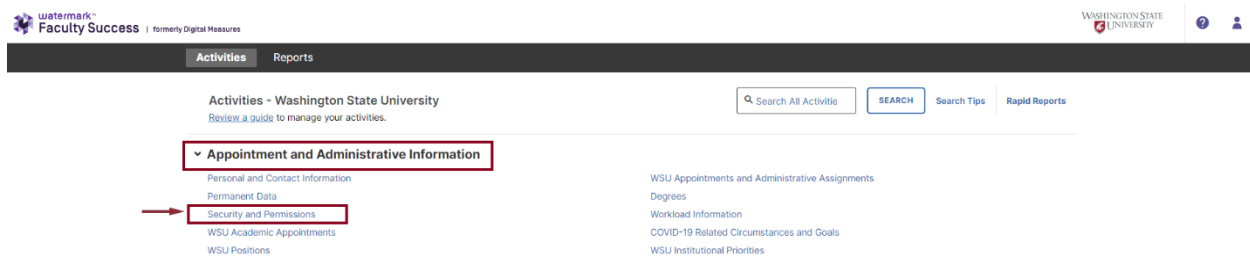 watermark™
Faculty Success | formerly Digital Measures
WASHINGTON STATE
UNIVERSITY
?
Activities Reports
Activities - Washington State University
Review a guide to manage your activities.
Search All Activitie SEARCH Search Tips Rapid Reports
Appointment and Administrative Information
Personal and Contact Information
Permanent Data
Security and Permissions
WSU Academic Appointments
WSU Positions
WSU Appointments and Administrative Assignments
Degrees
Workload Information
COVID-19 Related Circumstances and Goals
WSU Institutional Priorities